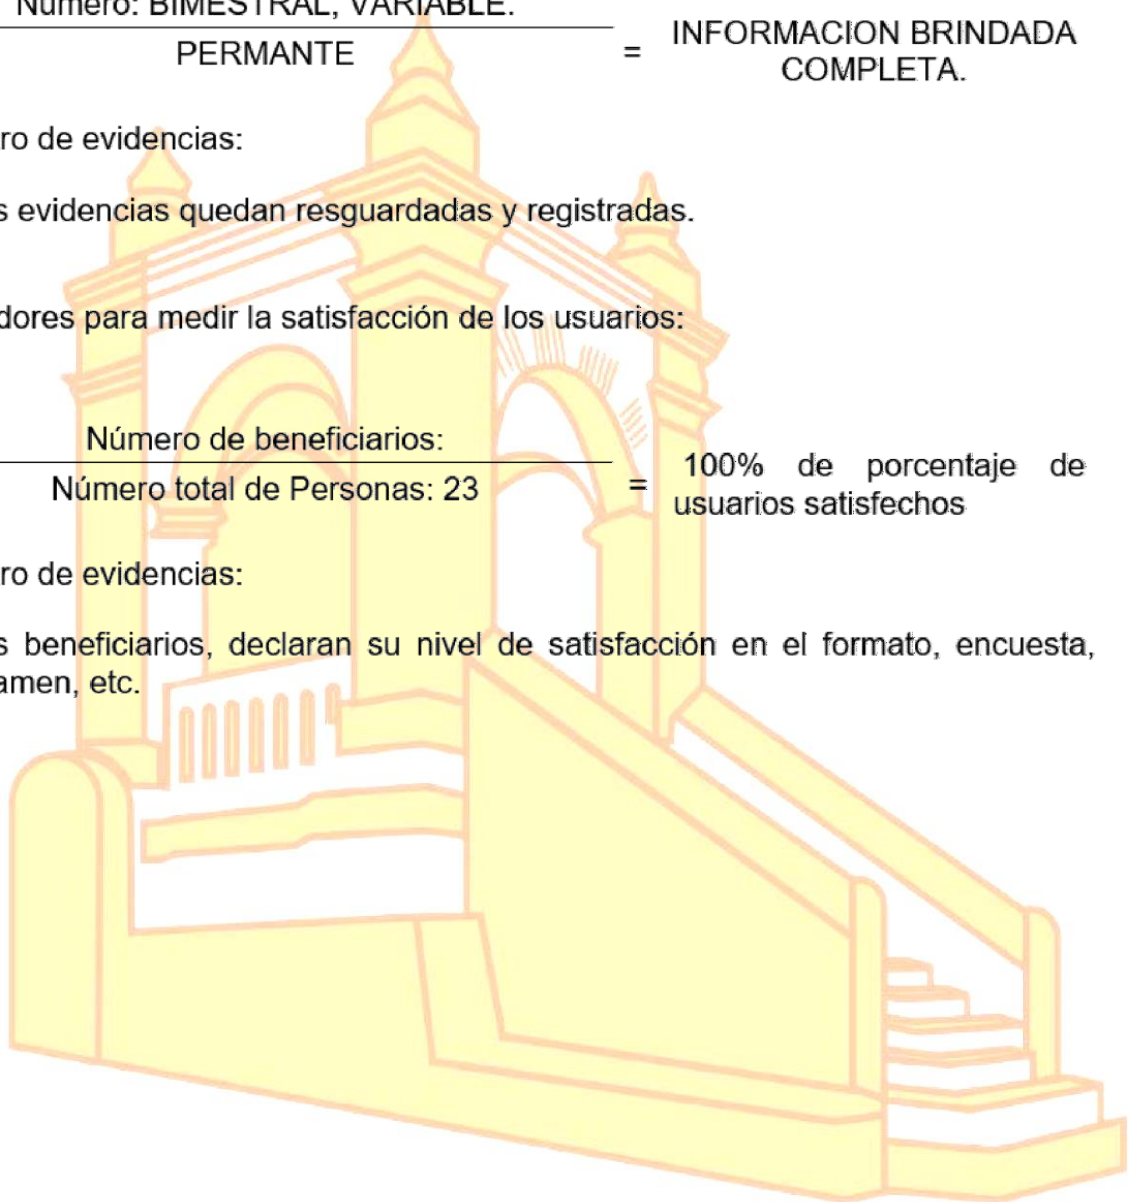 Número: BIMESTRAL, VARIABLE.
PERMANTE
=
INFORMACION BRINDADA
COMPLETA.
ro de evidencias:
s evidencias quedan resguardadas y registradas.
dores para medir la satisfacción de los usuarios:
Número de beneficiarios:
Número total de Personas: 23
=
100% de porcentaje de
usuarios satisfechos
ro de evidencias:
s beneficiarios, declaran su nivel de satisfacción en el formato, encuesta,
amen, etc.